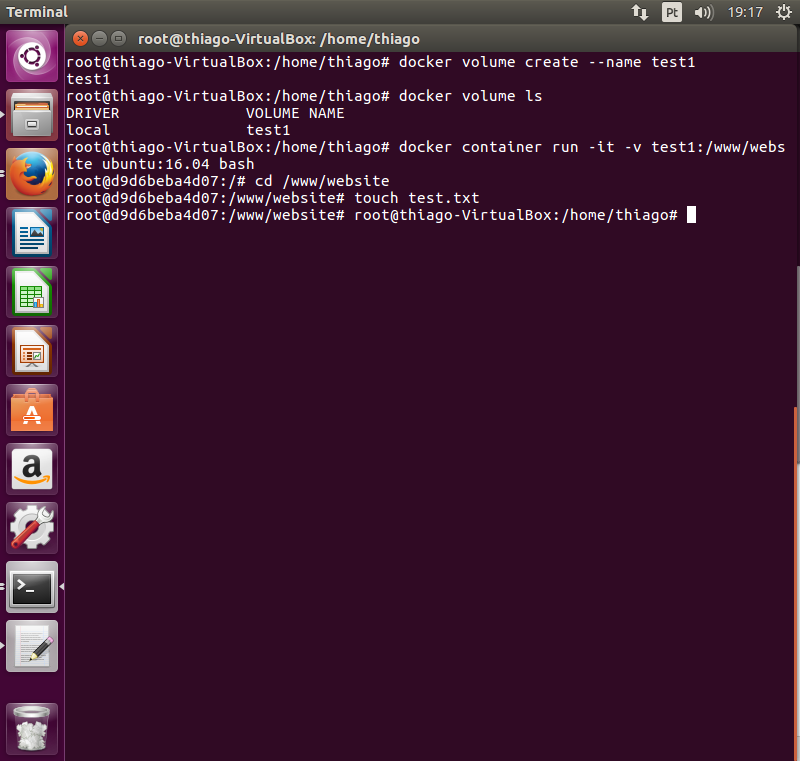 Terminal
Pt
19:17
root@thiago-VirtualBox: /home/thiago
root@thiago-VirtualBox:/home/thiago# docker volume create --name test1
test1
root@thiago-VirtualBox:/home/thiago# docker volume ls
DRIVER              VOLUME NAME
local               test1
root@thiago-VirtualBox:/home/thiago# docker container run -it -v test1:/www/webs
ite ubuntu:16.04 bash
root@d9d6beba4d07:/# cd /www/website
root@d9d6beba4d07:/www/website# touch test.txt
root@d9d6beba4d07:/www/website# root@thiago-VirtualBox:/home/thiago#